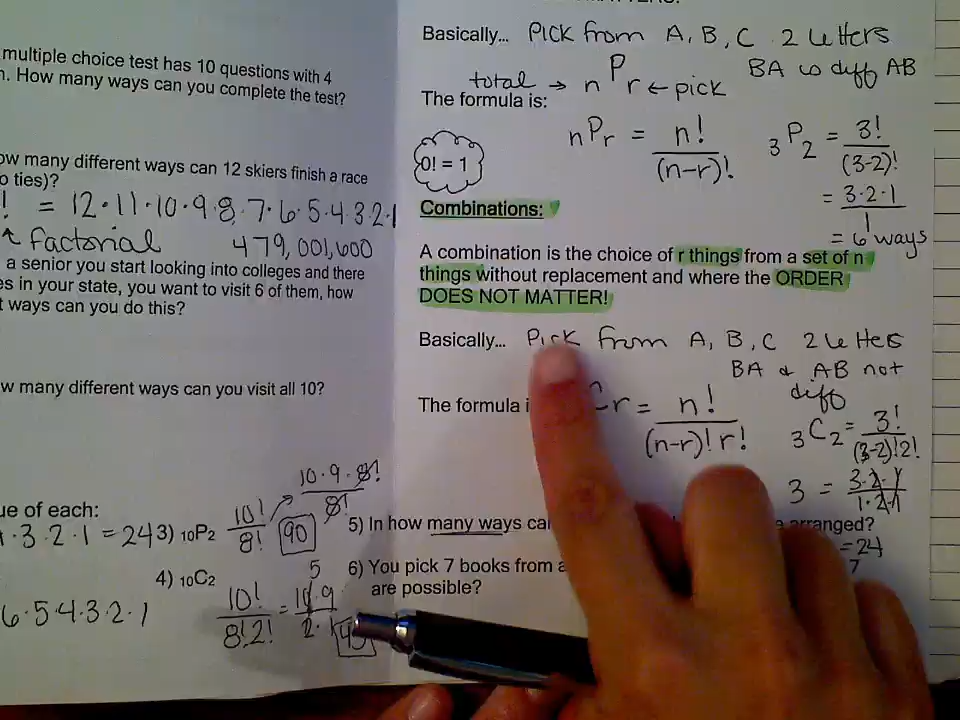 multiple choice test has 10 questions with 4
. How many ways can you complete the test?
ow many different ways can 12 skiers finish a race
o ties)?
! = 12·11·10·9·8·7·6·5·4·3·2·1
factorial 479,001,600
a senior you start looking into colleges and there
es in your state, you want to visit 6 of them, how
t ways can you do this?
w many different ways can you visit all 10?
ue of each:
·3·2·1 = 24
3) 10P2 10!/8! 10·9·8!/8! 90
4) 10C2 10!/8!2! = 10·9/2· 5 45
6·5·4·3·2·1
Basically... PICK from A, B, C 2 letters
BA is diff AB
total → n P r ← pick
The formula is:
0! = 1
nPr = n!/(n-r)!
3P2 = 3!/(3-2)!
= 3·2·1/1
= 6 ways
Combinations:
A combination is the choice of r things from a set of n
things without replacement and where the ORDER
DOES NOT MATTER!
Basically... Pick from A, B, C 2 letters
BA & AB not
diff
The formula i
Cr = n!/(n-r)!r!
3C2 = 3!/(3-2)!2!
3 = 3·2·1/1·2·1
5) In how many ways ca arranged?
= 24
6) You pick 7 books from a
are possible?